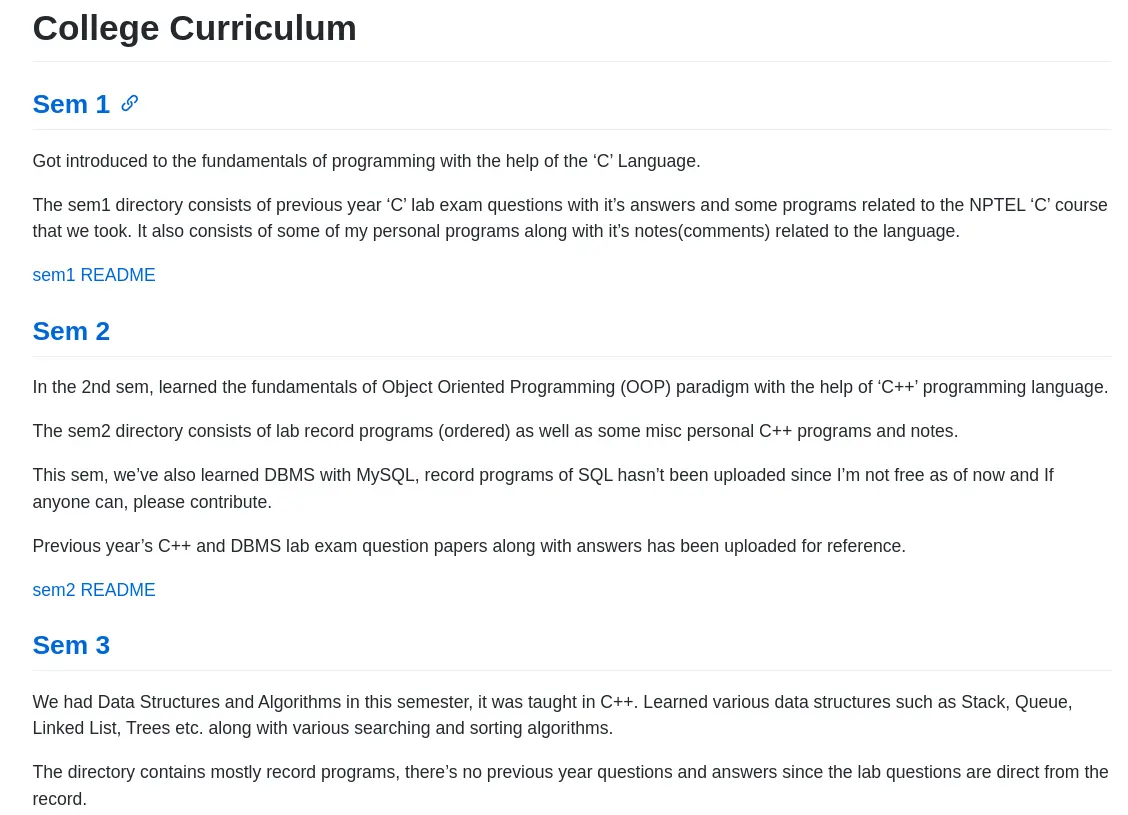 College Curriculum
Sem 1
Got introduced to the fundamentals of programming with the help of the ‘C’ Language.
The sem1 directory consists of previous year ‘C’ lab exam questions with it’s answers and some programs related to the NPTEL ‘C’ course
that we took. It also consists of some of my personal programs along with it’s notes(comments) related to the language.
sem1 README
Sem 2
In the 2nd sem, learned the fundamentals of Object Oriented Programming (OOP) paradigm with the help of ‘C++’ programming language.
The sem2 directory consists of lab record programs (ordered) as well as some misc personal C++ programs and notes.
This sem, we’ve also learned DBMS with MySQL, record programs of SQL hasn’t been uploaded since I’m not free as of now and If
anyone can, please contribute.
Previous year’s C++ and DBMS lab exam question papers along with answers has been uploaded for reference.
sem2 README
Sem 3
We had Data Structures and Algorithms in this semester, it was taught in C++. Learned various data structures such as Stack, Queue,
Linked List, Trees etc. along with various searching and sorting algorithms.
The directory contains mostly record programs, there’s no previous year questions and answers since the lab questions are direct from the
record.